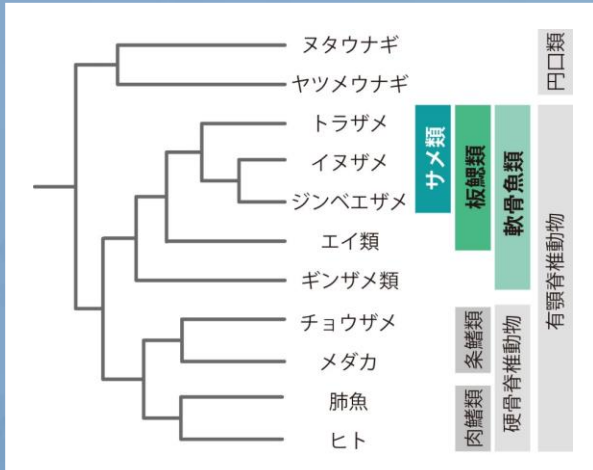 ヌタウナギ
ヤツメウナギ
トラザメ
イヌザメ
ジンベエザメ
エイ類
ギンザメ類
チョウザメ
メダカ
肺魚
ヒト
サメ類
板鰓類
軟骨魚類
円口類
有顎脊椎動物
条鰭類
肉鰭類
硬骨脊椎動物